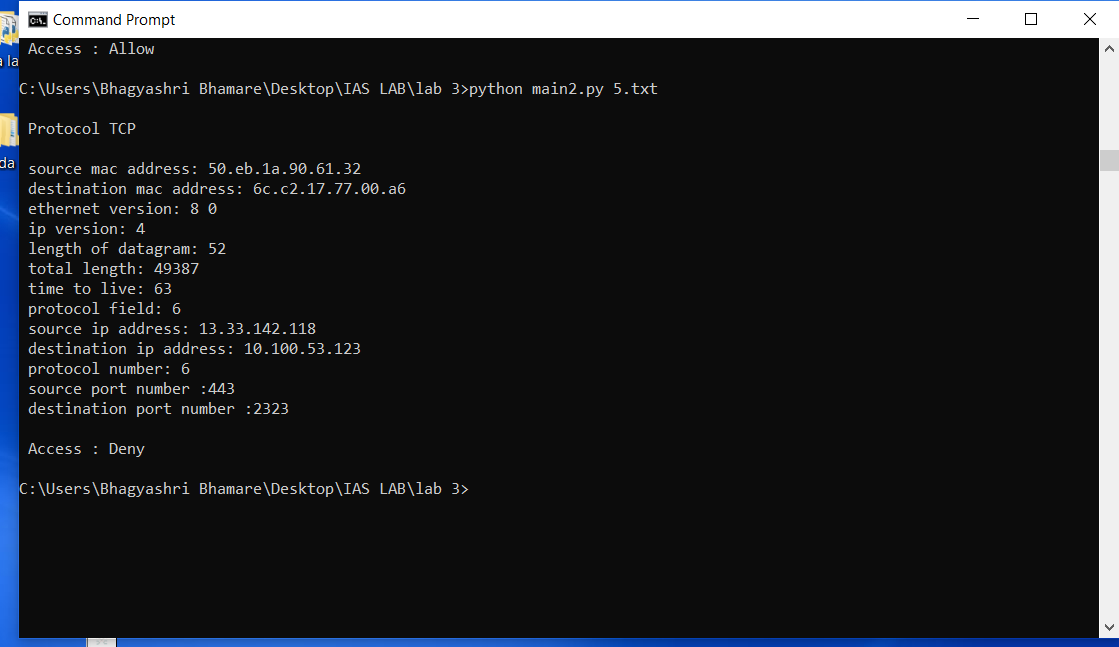 Command Prompt
Access : Allow
C:\Users\Bhagyashri Bhamare\Desktop\IAS LAB\lab 3>python main2.py 5.txt
Protocol TCP
source mac address: 50.eb.1a.90.61.32
destination mac address: 6c.c2.17.77.00.a6
ethernet version: 8 0
ip version: 4
length of datagram: 52
total length: 49387
time to live: 63
protocol field: 6
source ip address: 13.33.142.118
destination ip address: 10.100.53.123
protocol number: 6
source port number :443
destination port number :2323
Access : Deny
C:\Users\Bhagyashri Bhamare\Desktop\IAS LAB\lab 3>